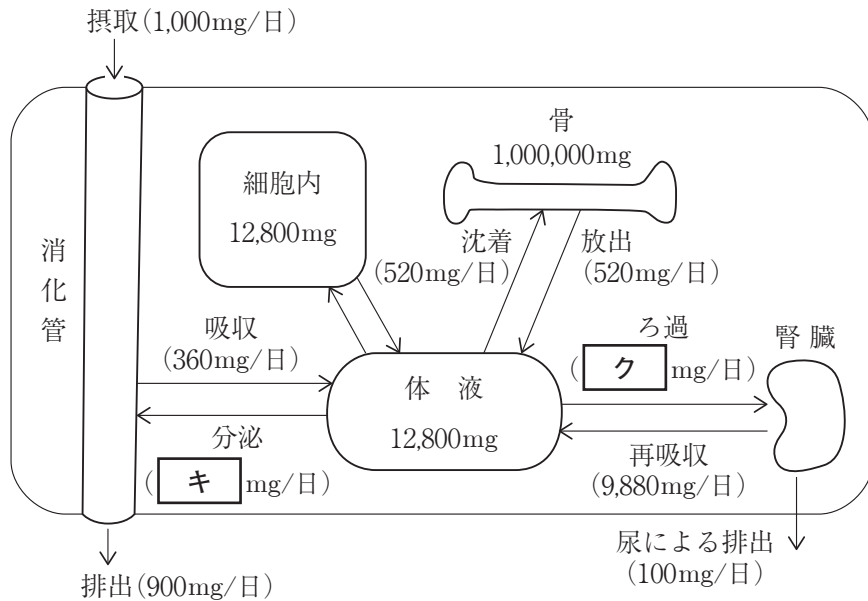 摂取(1,000mg/日)
骨
1,000,000mg
細胞内
12,800mg
消化管
沈着
(520mg/日)
放出
(520mg/日)
吸収
(360mg/日)
ろ過
(ク mg/日)
腎臓
体 液
12,800mg
分泌
(キ mg/日)
再吸収
(9,880mg/日)
排出(900mg/日)
尿による排出
(100mg/日)